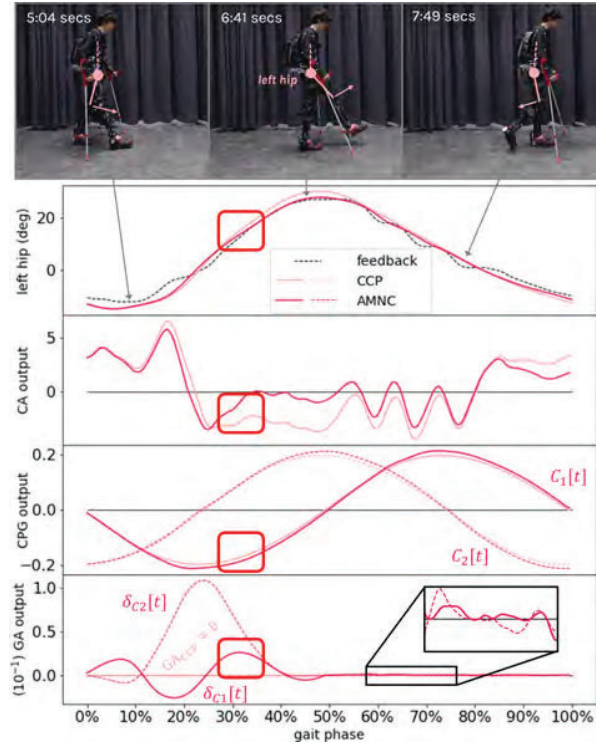 5:04 secs
6:41 secs
7:49 secs
left hip
left hip (deg)
20
0
feedback
CCP
AMNC
CA output
5
0
CPG output
0.2
0.0
−0.2
C₁[t]
C₂[t]
(10⁻¹) GA output
1.0
0.5
0.0
δC2[t]
GACCP = 0
δC1[t]
0% 10% 20% 30% 40% 50% 60% 70% 80% 90% 100%
gait phase